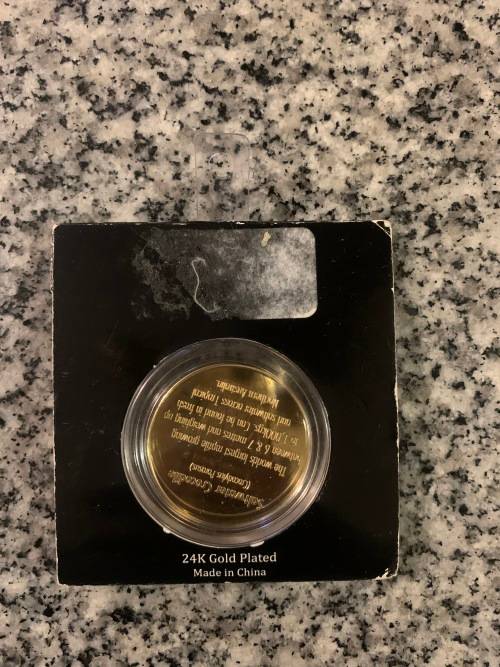 Saltwater Crocodile
(Crocodylus Porosus)
The worlds largest reptile growing
between 6 & 7 metres and weighing up
to 1,000kgs. Can be found in fresh
and saltwater across Tropical
Northern Australia.
24K Gold Plated
Made in China